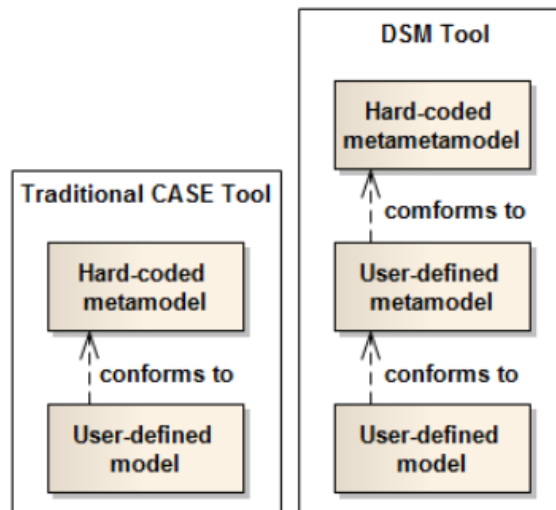 Traditional CASE Tool
Hard-coded
metamodel
conforms to
User-defined
model
DSM Tool
Hard-coded
metametamodel
comforms to
User-defined
metamodel
conforms to
User-defined
model